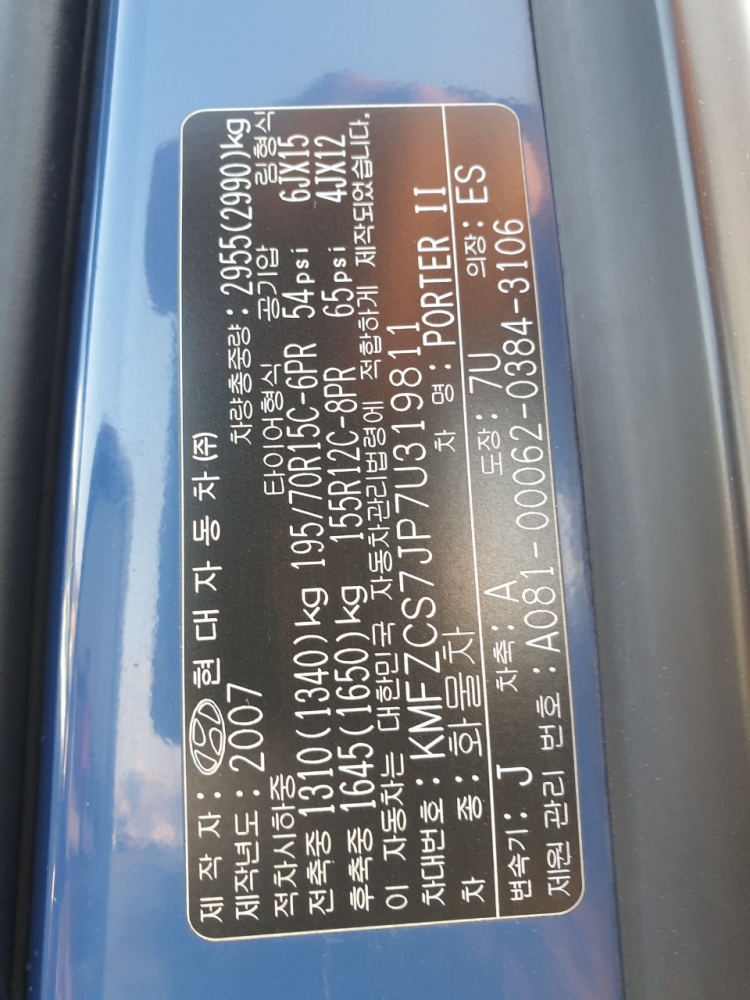 제 작 자 : 현 대 자 동 차 (주)
제작년도 : 2007 차량총중량 : 2955(2990)kg
적차시하중 타이어형식 공기압 림형식
전축중 1310(1340)kg 195/70R15C-6PR 54psi 6JX15
후축중 1645(1650)kg 155R12C-8PR 65psi 4JX12
이 자동차는 대한민국 자동차관리법령에 적합하게 제작되었습니다.
차대번호 : KMFZCS7JP7U319811
차 종 : 화물차 차 명 : PORTER II
변속기 : J 차축 : A 도장 : 7U 의장 : ES
제원 관리 번호 : A081-00062-0384-3106